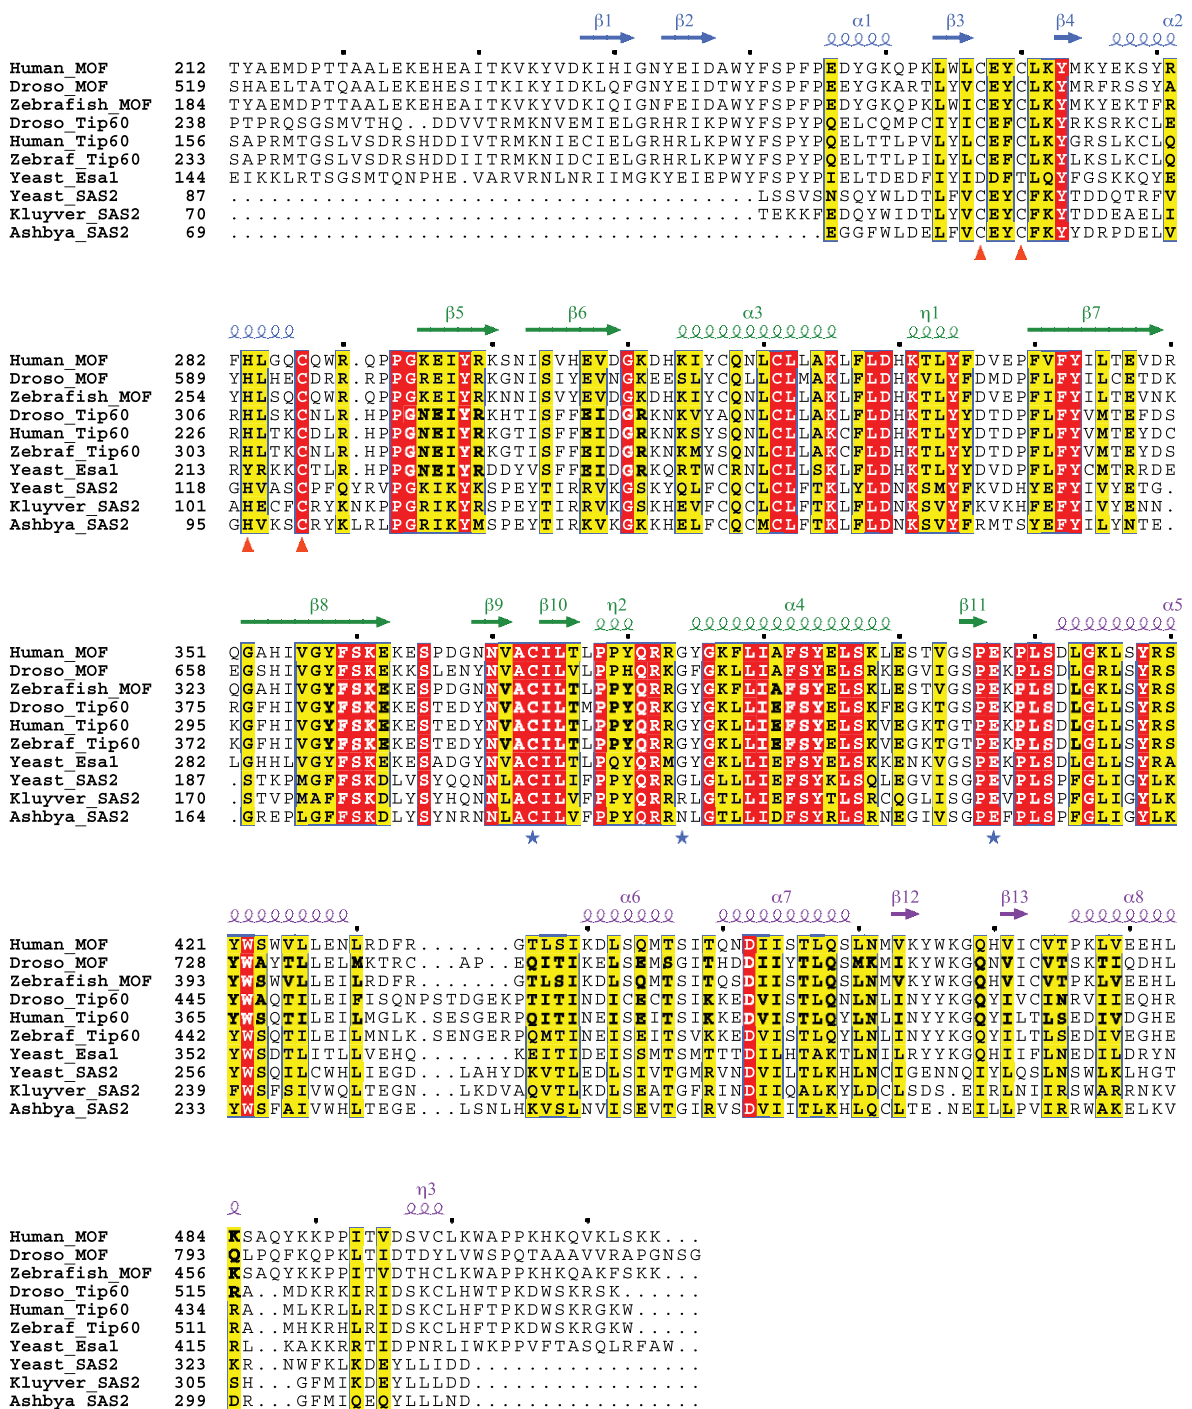 β1 β2 α1 β3 β4 α2
Human_MOF 212 TYAEMDPTTAALEKEHEAITKVKYVDKIHIGNYEIDAWYFSPFPEDYGKQPKLWLCEYCLKYMKYEKSYR
Droso_MOF 519 SHAELTATQAALEKEHESITKIKYIDKLQFGNYEIDTWYFSPFPEEYGKARTLYVCEYCLKYMRFRSSYA
Zebrafish_MOF 184 TYAEMDPTTAALEKEHEAITKVKYVDKIQIGNFEIDAWYFSPFPEDYGKQPKLWICEYCLKYMKYEKTFR
Droso_Tip60 238 PTPRQSGSMVTHQ..DDVVTRMKNVEMIELGRHRIKPWYFSPYPQELCQMPCIYICEFCLKYRKSRKCLE
Human_Tip60 156 SAPRMTGSLVSDRSHDDIVTRMKNIECIELGRHRLKPWYFSPYPQELTTLPVLYLCEFCLKYGRSLKCLQ
Zebraf_Tip60 233 SAPRMTGSLVSDRSHDDIITRMKNIDCIELGRHRLKPWYFSPYPQELTTLPILYLCEFCLKYLKSLKCLQ
Yeast_Esa1 144 EIKKLRTSGSMTQNPHE.VARVRNLNRIIMGKYEIEPWYFSPYPIELTDEDFIYIDDFTLQYFGSKKQYE
Yeast_SAS2 87 .......................................LSSVSNSQYWLDTLFVCEYCFKYTDDQTRFV
Kluyver_SAS2 70 .......................................TEKKFEDQYWIDTLYVCEYCFKYTDDEAELI
Ashbya_SAS2 69 ............................................EGGFWLDELFVCEYCFKYYDRPDELV
β5 β6 α3 η1 β7
Human_MOF 282 FHLGQCQWR.QPPGKEIYRKSNISVHEVDGKDHKIYCQNLCLLAKLFLDHKTLYFDVEPFVFYILTEVDR
Droso_MOF 589 YHLHECDRR.RPPGREIYRKGNISIYEVNGKEESLYCQLLCLMAKLFLDHKVLYFDMDPFLFYILCETDK
Zebrafish_MOF 254 YHLSQCQWR.QPPGKEIYRKNNISVYEVDGKDHKIYCQNLCLLAKLFLDHKTLYFDVEPFIFYILTEVNK
Droso_Tip60 306 RHLSKCNLR.HPPGNEIYRKHTISFFEIDGRKNKVYAQNLCLLAKLFLDHKTLYYDTDPFLFYVMTEFDS
Human_Tip60 226 RHLTKCDLR.HPPGNEIYRKGTISFFEIDGRKNKSYSQNLCLLAKCFLDHKTLYYDTDPFLFYVMTEYDC
Zebraf_Tip60 303 RHLTKCDLR.HPPGNEIYRKGTISFFEIDGRKNKMYSQNLCLLAKCFLDHKTLYYDTDPFLFYVMTEYDS
Yeast_Esa1 213 RYRKKCTLR.HPPGNEIYRDDYVSFFEIDGRKQRTWCRNLCLLSKLFLDHKTLYYDVDPFLFYCMTRRDE
Yeast_SAS2 118 GHVASCPFQYRVPGKIKYKSPEYTIRRVKGSKYQLFCQCLCLFTKLYLDNKSMYFKVDHYEFYIVYETG.
Kluyver_SAS2 101 AHECFCRYKNKPPGRIKYKSPEYTIRRVKGSKHELFCQCLCLFTKLFLDNKSVYFKVKHYEFYIVYENN.
Ashbya_SAS2 95 GHVKSCRYKLRLPGRIKYMSPEYTIRKVKGKHELFCQCMCLFTKLFLDNKSVYFRMTSYEFYILYNTE.
β8 β9 β10 η2 α4 β11 α5
Human_MOF 351 QGAHIVGYFSKEKESPDGNNVACILTLPPYQRRGYGKFLIAFSYELSKLESTVGSPEKPLSDLGKLSYRS
Droso_MOF 658 EGSHIVGYFSKEKKSLENYNVACILVLPPHQRKGFGKLLIAFSYELSRKEGVIGSPEKPLSDLGRLSYRS
Zebrafish_MOF 323 QGAHIVGYFSKEKESPDGNNVACILTLPPYQRRGYGKFLIAFSYELSKLESTVGSPEKPLSDLGKLSYRS
Droso_Tip60 375 RGFHIVGYFSKEKESTEDYNVACILTMPPYQRKGYGKLLIEFSYELSKFEGKTGSPEKPLSDLGLLSYRS
Human_Tip60 295 KGFHIVGYFSKEKESTEDYNVACILTLPPYQRRGYGKLLIEFSYELSKVEGKTGTPEKPLSDLGLLSYRS
Zebraf_Tip60 372 KGFHIVGYFSKEKESTEDYNVACILTLPPYQRRGYGKLLIEFSYELSKVEGKTGTPEKPLSDLGLLSYRS
Yeast_Esa1 282 LGHHLVGYFSKEKESADGYNVACILTLPQYQRMGYGKLLIEFSYELSKKENKVGSPEKPLSDLGLLSYRA
Yeast_SAS2 187 .STKPMGFFSKDLVSYQQNNLACILIFPPYQRRGLGLLLIEFSYKLSQLEGVISGPEVPLSPFGLIGYLK
Kluyver_SAS2 170 .STVPMAFFSKDLYSYHQNNLACILVFPPYQRRRLGTLLIEFSYTLSRCQGLISGPEVPLSPFGLIGYLK
Ashbya_SAS2 164 .GREPLGFFSKDLYSYNRNNLACILVFPPYQRRNLGTLLIDFSYRLSRNEGIVSGPEFPLSPFGLIGYLK
α6 α7 β12 β13 α8
Human_MOF 421 YWSWVLLENLRDFR........GTLSIKDLSQMTSITQNDIISTLQSLNMVKYWKGQHVICVTPKLVEEHL
Droso_MOF 728 YWAYTLLELMKTRC...AP..EQITIKELSEMSGITHDDIIYTLQSMKMIKYWKGQNVICVTSKTIQDHL
Zebrafish_MOF 393 YWSWVLLEILRDFR.......GTLSIKDLSQMTSITQSDIISTLQSLNMVKYWKGQHVICVTPKLVEEHL
Droso_Tip60 445 YWAQTILEIFISQNPSTDGEKPTITINDICECTSIKKEDVISTLQNLNLINYYKGQYIVCINRVIIEQHR
Human_Tip60 365 YWSQTILEILMGLK.SESGERPQITINEISEITSIKKEDVISTLQYLNLINYYKGQYILTLSEDIVDGHE
Zebraf_Tip60 442 YWSQTILEILMNLK.SENGERPQMTINEISEITSVKKEDVISTLQYLNLINYYKGQYILTLSEDIVEGHE
Yeast_Esa1 352 YWSDTLITLLVEHQ.......KEITIDEISSMTSMTTTDILHTAKTLNILRYYKGQHIIFLNEDILDRYN
Yeast_SAS2 256 YWSQILCWHLIEGD...LAHYDKVTLEDLSIVTGMRVNDVILTLKHLNCIGENNQIYLQSLNSWLKLHGT
Kluyver_SAS2 239 FWSFSIVWQLTEGN...LKDVAQVTLKDLSEATGFRINDIIQALKYLDCLSDS.EIRLNIIRSWARRNKV
Ashbya_SAS2 233 YWSFAIVWHLTEGE...LSNLHKVSLNVISEVTGIRVSDVIITLKHLQCLTE.NEILLPVIRRWAKELKV
η3
Human_MOF 484 KSAQYKKPPITVDSVCLKWAPPKHKQVKLSKK...
Droso_MOF 793 QLPQFKQPKLTIDTDYLVWSPQTAAAVVRAPGNSG
Zebrafish_MOF 456 KSAQYKKPPITVDTHCLKWAPPKHKQAKFSKK...
Droso_Tip60 515 RA..MDKRKIRIDSKCLHWTPKDWSKRSK......
Human_Tip60 434 RA..MLKRLLRIDSKCLHFTPKDWSKRGKW.....
Zebraf_Tip60 511 RA..MHKRHLRIDSKCLHFTPKDWSKRGKW.....
Yeast_Esa1 415 RL..KAKKRRTIDPNRLIWKPPVFTASQLRFAW..
Yeast_SAS2 323 KR..NWFKLKDEYLLIDD.................
Kluyver_SAS2 305 SH...GFMIKDEYLLLDD.................
Ashbya_SAS2 299 DR...GFMIQEQYLLLND.................